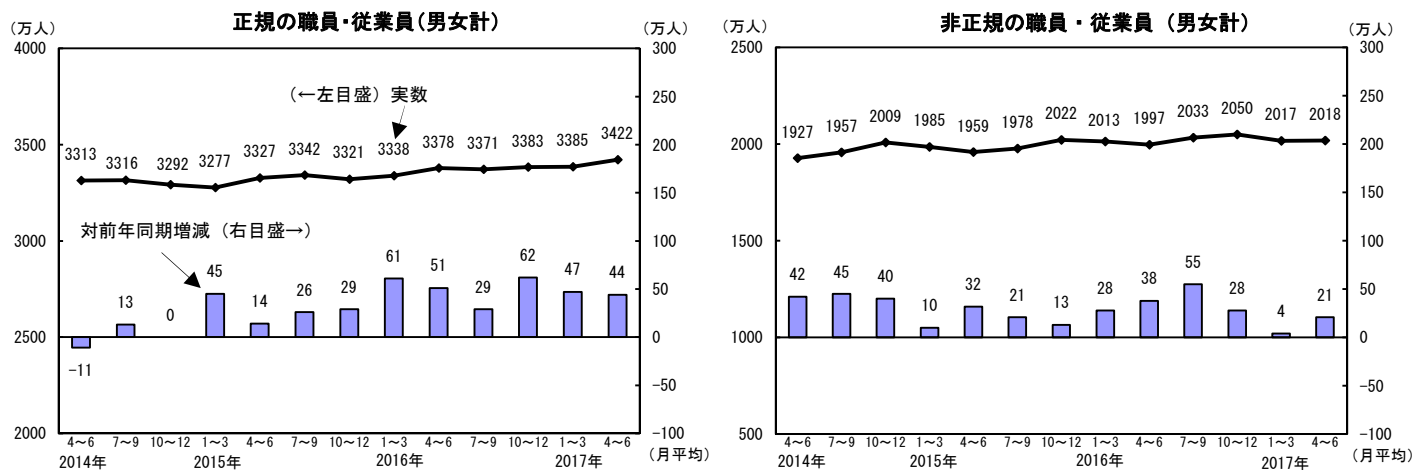 正規の職員･従業員(男女計)
(万人)
(万人)
4000
3500
3000
2500
2000
300
250
200
150
100
50
0
-50
-100
(←左目盛) 実数
3313 3316 3292 3277 3327 3342 3321 3338 3378 3371 3383 3385 3422
対前年同期増減 (右目盛→)
-11 13 0 45 14 26 29 61 51 29 62 47 44
4～6 7～9 10～12 1～3 4～6 7～9 10～12 1～3 4～6 7～9 10～12 1～3 4～6
2014年 2015年 2016年 2017年 (月平均)
非正規の職員・従業員 (男女計)
(万人)
(万人)
2500
2000
1500
1000
500
300
250
200
150
100
50
0
-50
-100
1927 1957 2009 1985 1959 1978 2022 2013 1997 2033 2050 2017 2018
42 45 40 10 32 21 13 28 38 55 28 4 21
4～6 7～9 10～12 1～3 4～6 7～9 10～12 1～3 4～6 7～9 10～12 1～3 4～6
2014年 2015年 2016年 2017年 (月平均)